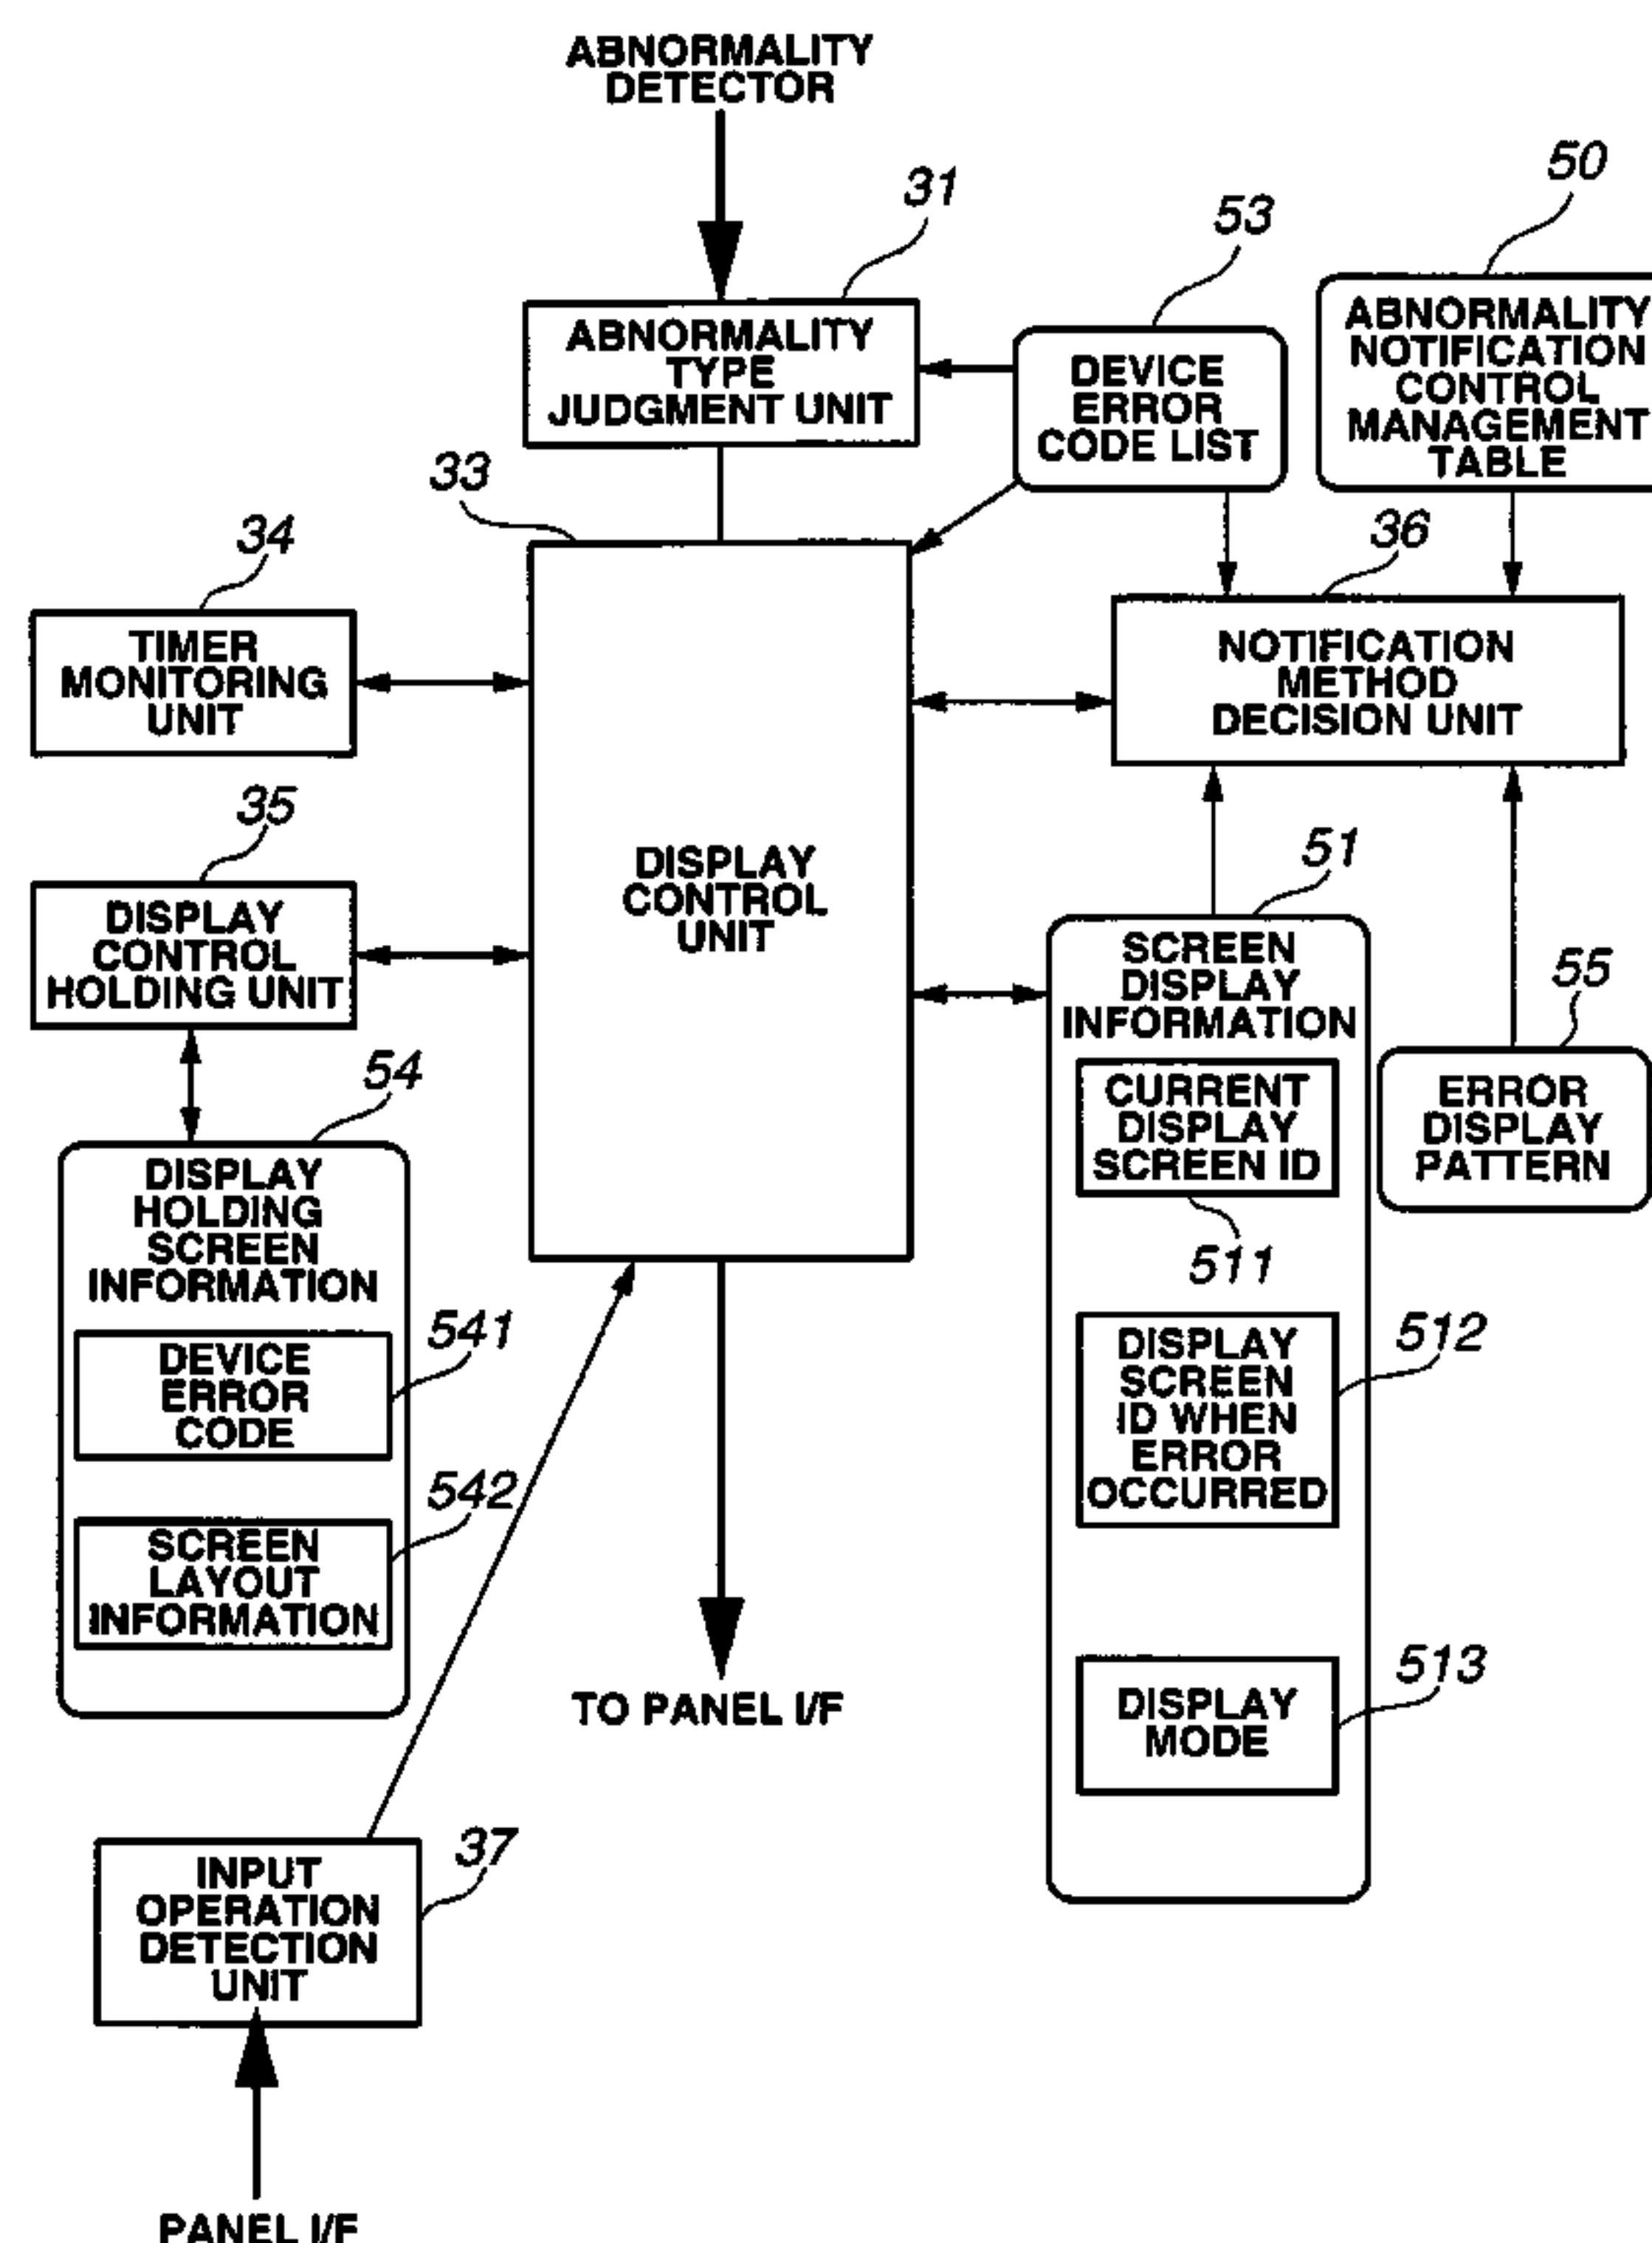 ABNORMALITY
DETECTOR
31
53
50
ABNORMALITY
TYPE
JUDGMENT UNIT
DEVICE
ERROR
CODE LIST
ABNORMALITY
NOTIFICATION
CONTROL
MANAGEMENT
TABLE
33
34
36
TIMER
MONITORING
UNIT
NOTIFICATION
METHOD
DECISION UNIT
35
51
DISPLAY
CONTROL
HOLDING UNIT
DISPLAY
CONTROL
UNIT
SCREEN
DISPLAY
INFORMATION
55
54
CURRENT
DISPLAY
SCREEN ID
511
ERROR
DISPLAY
PATTERN
DISPLAY
HOLDING
SCREEN
INFORMATION
541
DEVICE
ERROR
CODE
512
DISPLAY
SCREEN
ID WHEN
ERROR
OCCURRED
542
SCREEN
LAYOUT
INFORMATION
513
DISPLAY
MODE
TO PANEL I/F
37
INPUT
OPERATION
DETECTION
UNIT
PANEL I/F